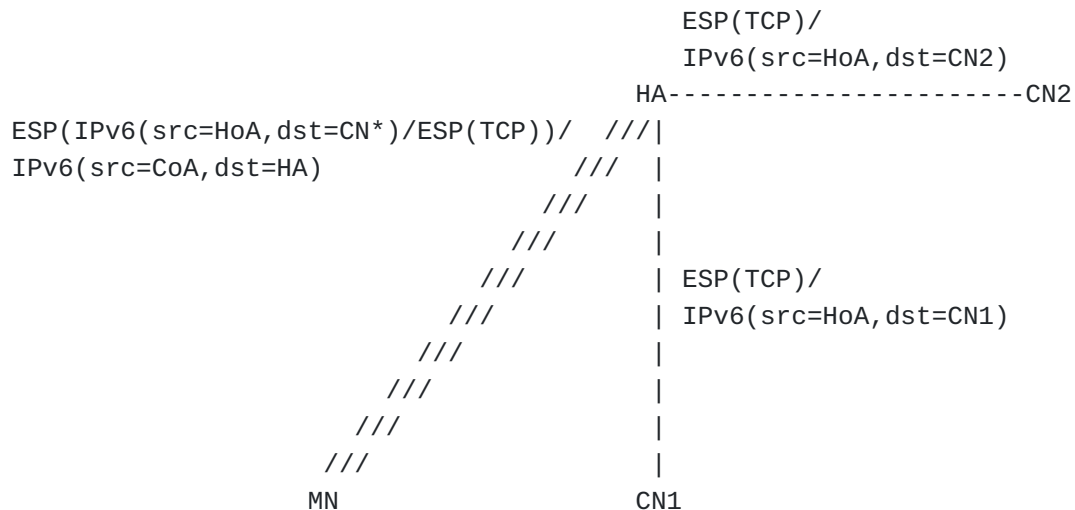 ESP(TCP)/
IPv6(src=HoA,dst=CN2)
HA-----------------------CN2
ESP(IPv6(src=HoA,dst=CN*)/ESP(TCP))/  ///|
IPv6(src=CoA,dst=HA)                ///  |
///     |
///       |
///        | ESP(TCP)/
///          | IPv6(src=HoA,dst=CN1)
///            |
///              |
///                |
///                  |
MN                   CN1